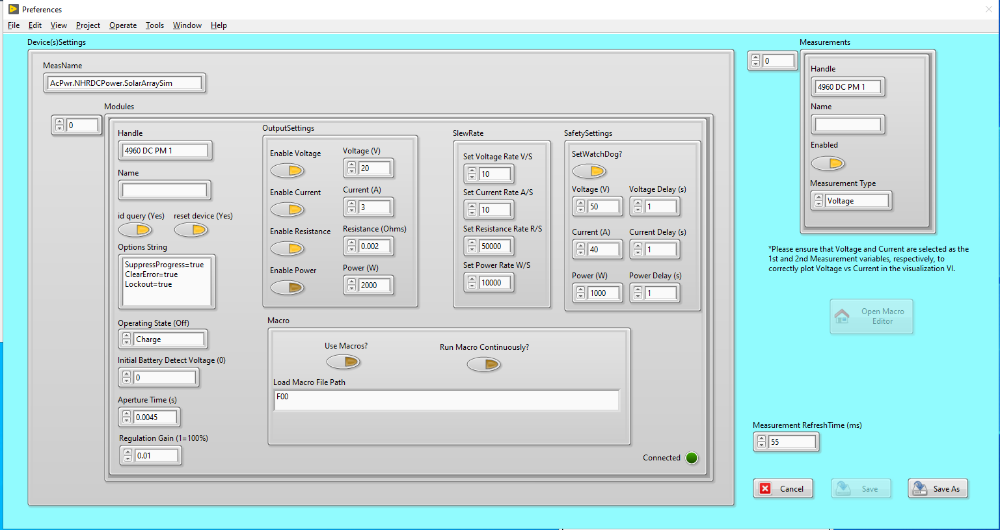 Preferences
File Edit View Project Operate Tools Window Help
Device(s)Settings
MeasName
AcPwr.NHRDCPower.SolarArraySim
Modules
0
Handle
4960 DC PM 1
Name
id query (Yes) reset device (Yes)
Options String
SuppressProgress=true
ClearError=true
Lockout=true
Operating State (Off)
Charge
Initial Battery Detect Voltage (0)
0
Aperture Time (s)
0.0045
Regulation Gain (1=100%)
0.01
OutputSettings
Enable Voltage Voltage (V)
20
Enable Current Current (A)
3
Enable Resistance Resistance (Ohms)
0.002
Enable Power Power (W)
2000
SlewRate
Set Voltage Rate V/S
10
Set Current Rate A/S
10
Set Resistance Rate R/S
50000
Set Power Rate W/S
10000
SafetySettings
SetWatchDog?
Voltage (V) Voltage Delay (s)
50 1
Current (A) Current Delay (s)
40 1
Power (W) Power Delay (s)
1000 1
Macro
Use Macros? Run Macro Continuously?
Load Macro File Path
F00
Connected
Measurements
0
Handle
4960 DC PM 1
Name
Enabled
Measurement Type
Voltage
*Please ensure that Voltage and Current are selected as the
1st and 2nd Measurement variables, respectively, to
correctly plot Voltage vs Current in the visualization VI.
Open Macro
Editor
Measurement RefreshTime (ms)
55
Cancel Save Save As